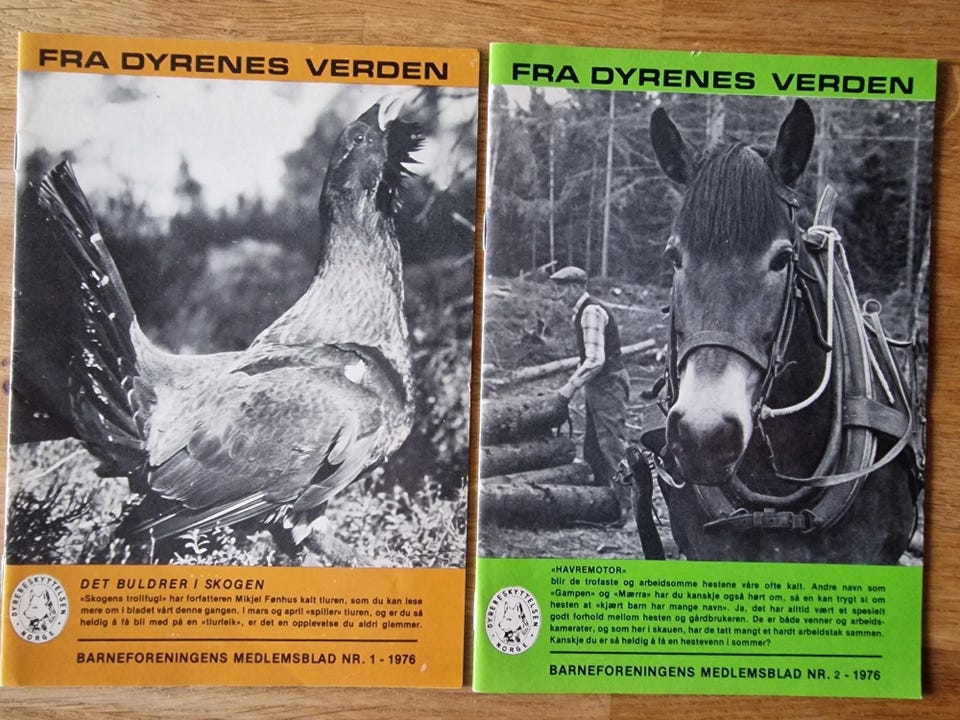 FRA DYRENES VERDEN
DET BULDRER I SKOGEN
«Skogens trollfugl» har forfatteren Mikjel Fønhus kalt tiuren, som du kan lese
mere om i bladet vårt denne gangen. I mars og april «spiller» tiuren, og er du så
heldig å få bli med på en «tiurleik», er det en opplevelse du aldri glemmer.
DYREBESKYTTELSEN
NORGE
BARNEFORENINGENS MEDLEMSBLAD NR. 1 - 1976
FRA DYRENES VERDEN
«HAVREMOTOR»
blir de trofaste og arbeidsomme hestene våre ofte kalt. Andre navn som
«Gampen» og «Mærra» har du kanskje også hørt om, så en kan trygt si om
hesten at «kjært barn har mange navn». Ja, det har alltid vært et spesielt
godt forhold mellom hesten og gårdbrukeren. De er både venner og arbeids-
kamerater, og som her i skauen, har de tatt mangt et hardt arbeidstak sammen.
Kanskje du er så heldig å få en hestevenn i sommer?
DYREBESKYTTELSEN
NORGE
BARNEFORENINGENS MEDLEMSBLAD NR. 2 - 1976